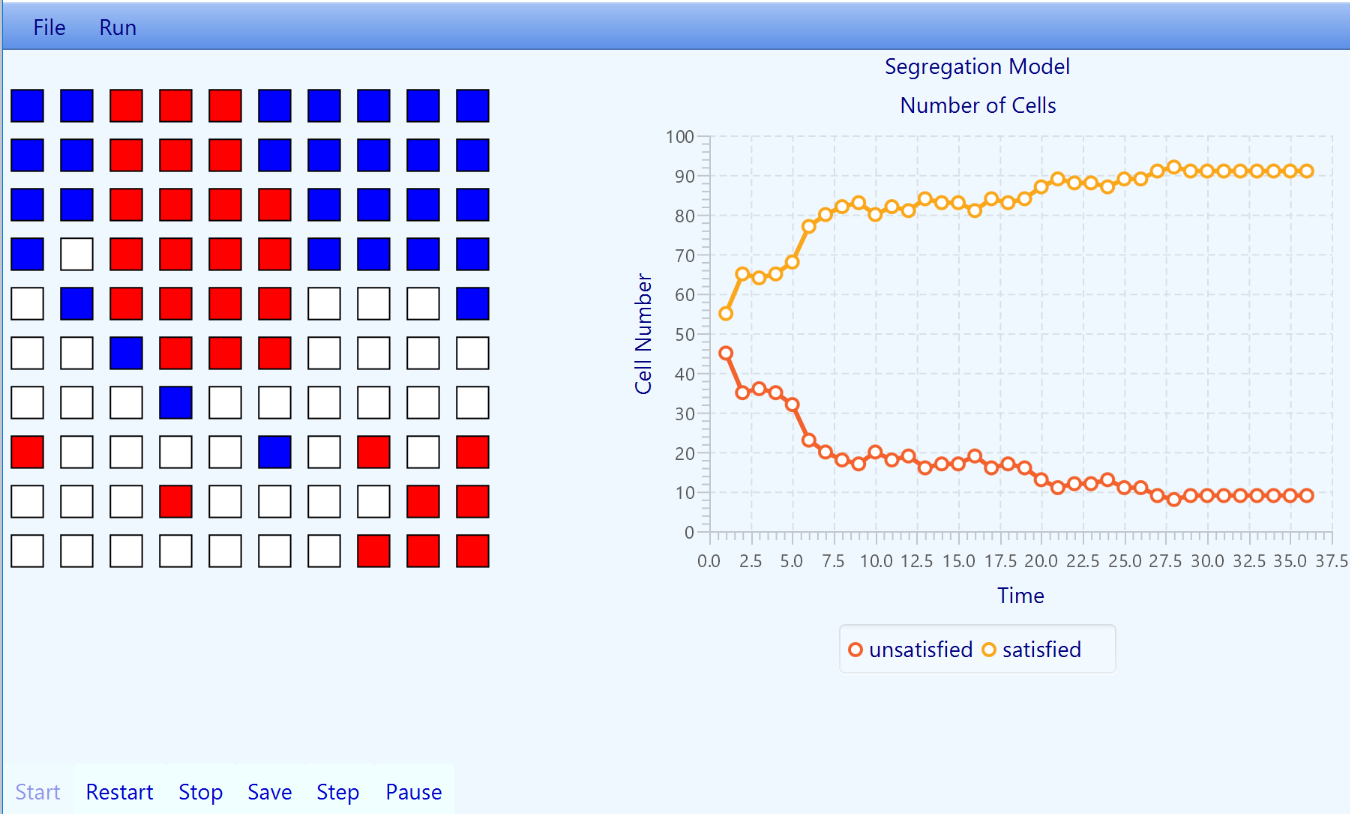 File Run
Segregation Model
Number of Cells
100
90
80
70
60
50
40
30
20
10
0
Cell Number
0.0 2.5 5.0 7.5 10.0 12.5 15.0 17.5 20.0 22.5 25.0 27.5 30.0 32.5 35.0 37.5
Time
unsatisfied satisfied
Start Restart Stop Save Step Pause